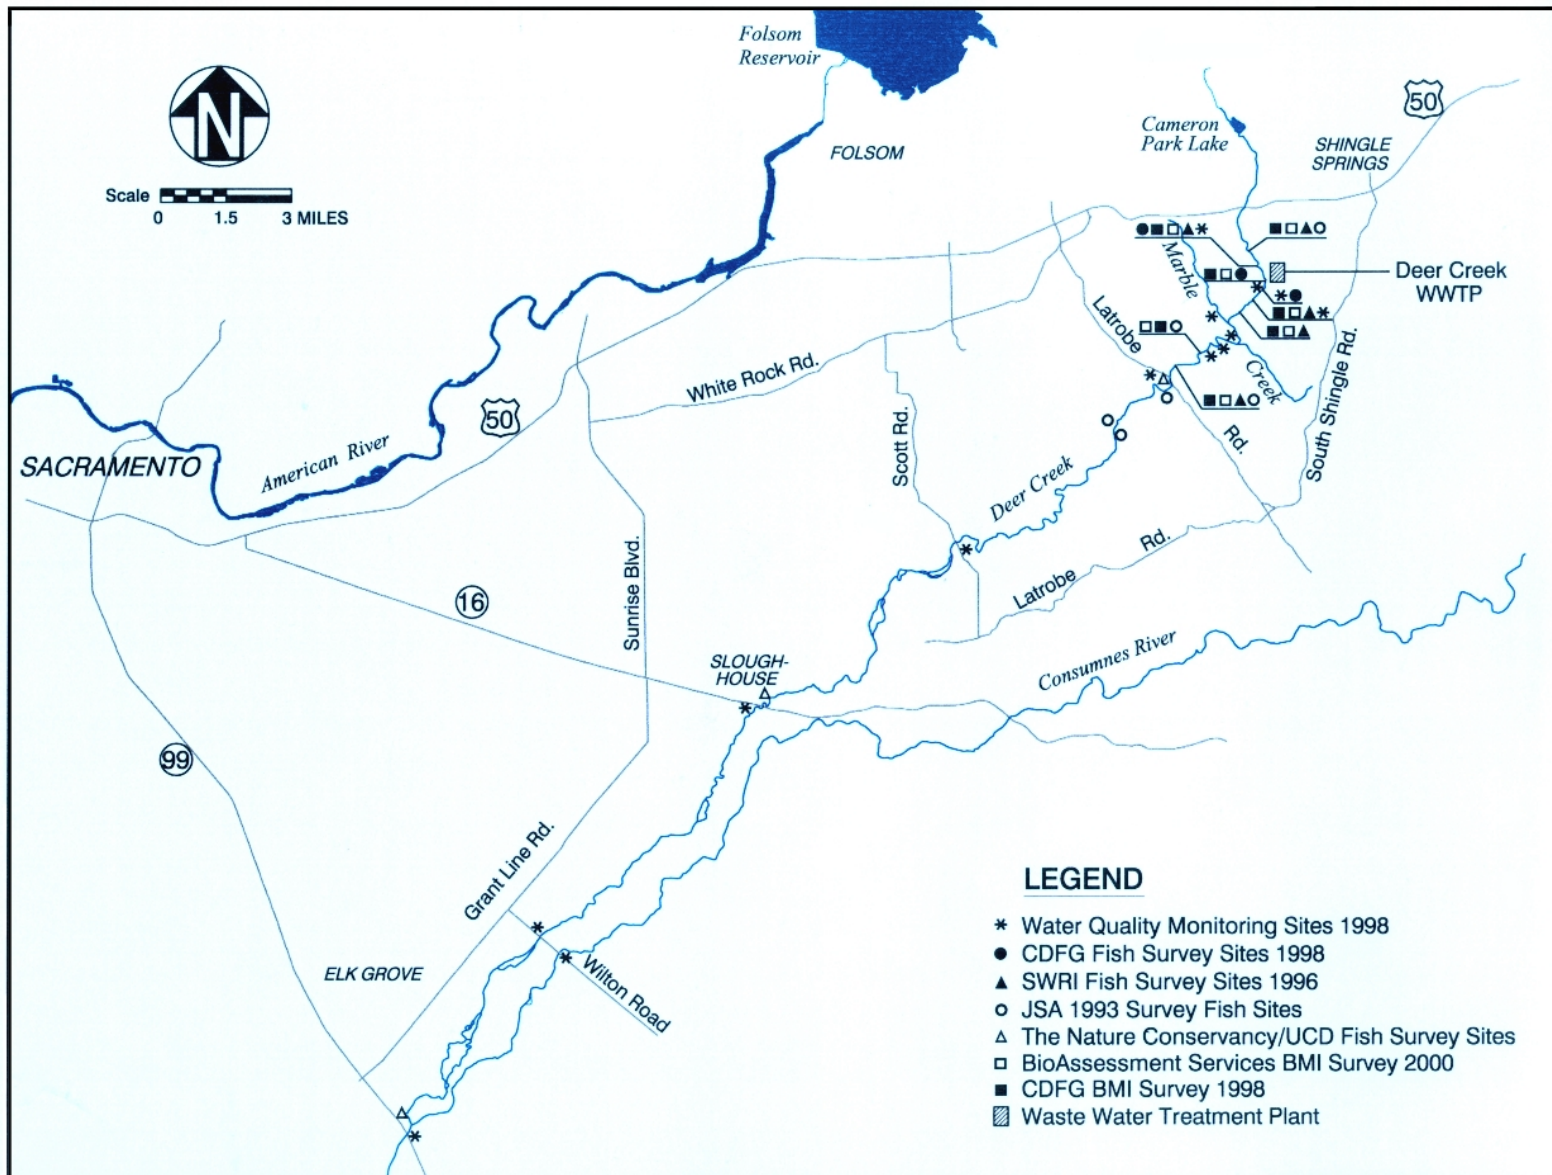 Folsom
Reservoir
N
Scale
0 1.5 3 MILES
FOLSOM
Cameron
Park Lake
SHINGLE
SPRINGS
50
Marble
Creek
Deer Creek
WWTP
Latrobe
Rd.
South Shingle Rd.
White Rock Rd.
50
American River
SACRAMENTO
Scott Rd.
Deer Creek
Sunrise Blvd.
16
Latrobe
Rd.
SLOUGH-
HOUSE
Consumnes River
99
Grant Line Rd.
ELK GROVE
Wilton Road
LEGEND
Water Quality Monitoring Sites 1998
CDFG Fish Survey Sites 1998
SWRI Fish Survey Sites 1996
JSA 1993 Survey Fish Sites
The Nature Conservancy/UCD Fish Survey Sites
BioAssessment Services BMI Survey 2000
CDFG BMI Survey 1998
Waste Water Treatment Plant